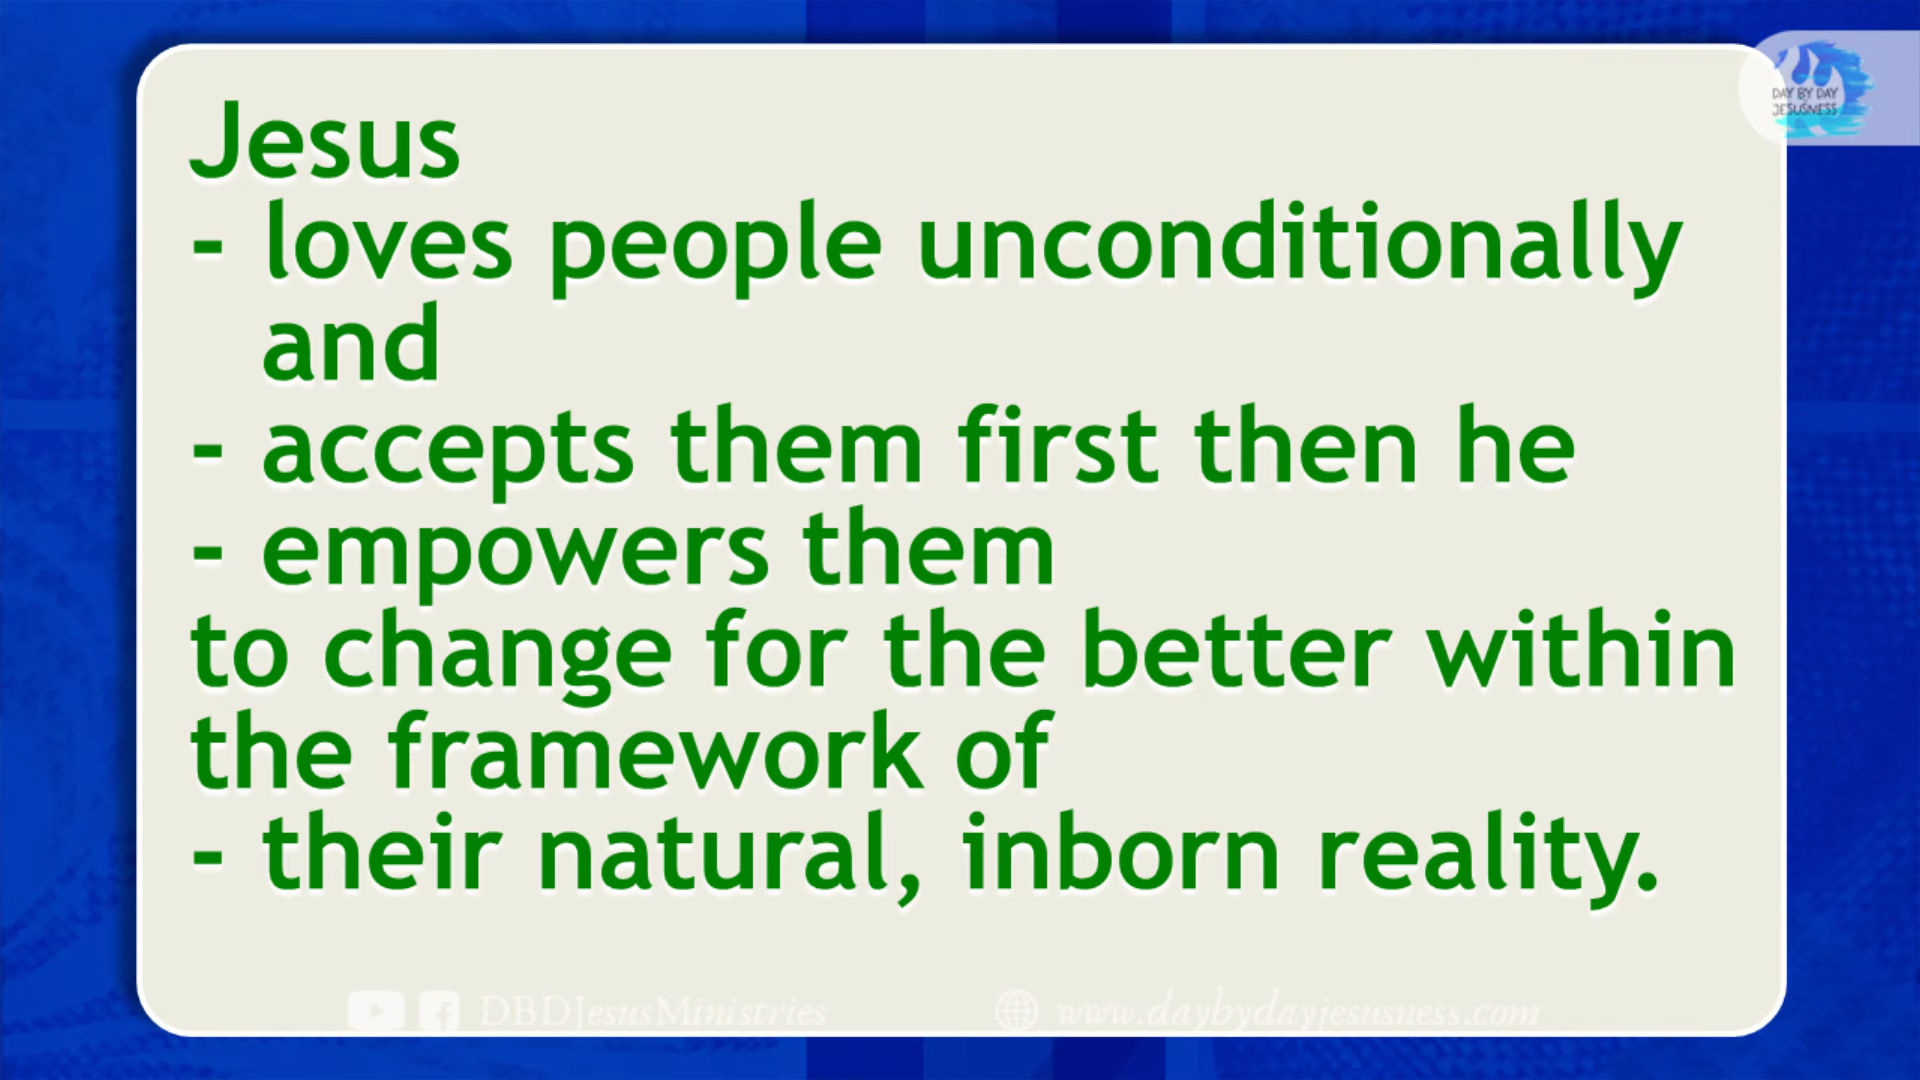 DAY BY DAY
JESUSNESS
Jesus
- loves people unconditionally
and
- accepts them first then he
- empowers them
to change for the better within
the framework of
- their natural, inborn reality.
DBDJesusMinistries
www.daybydayjesusness.com